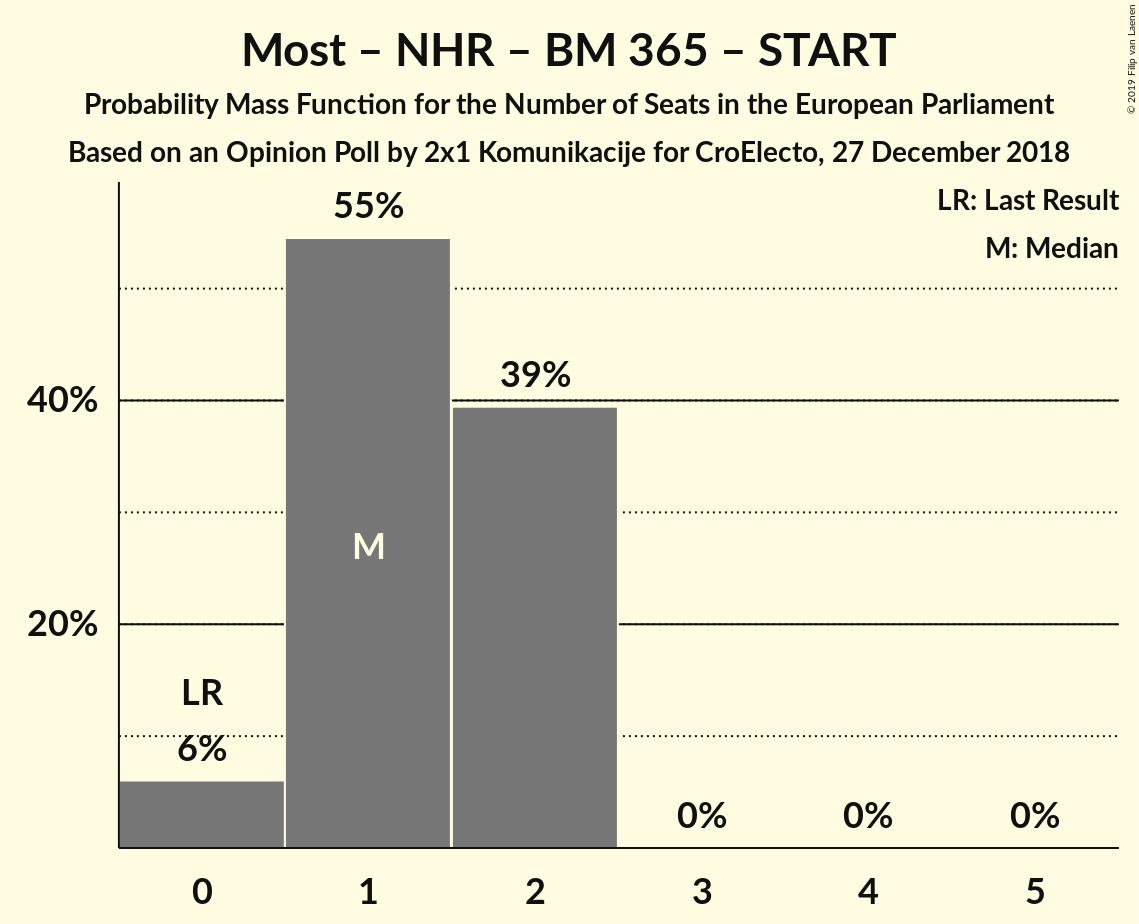 Most – NHR – BM 365 – START
Probability Mass Function for the Number of Seats in the European Parliament
Based on an Opinion Poll by 2x1 Komunikacije for CroElecto, 27 December 2018
© 2019 Filip van Laenen
LR: Last Result
M: Median
55%
39%
40%
M
20%
LR
6%
0%
0%
0%
0
1
2
3
4
5